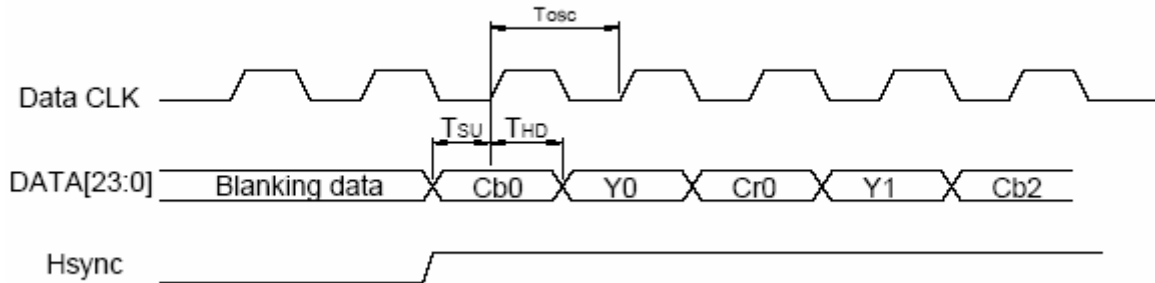 Tosc
Data CLK
TSU THD
DATA[23:0] Blanking data Cb0 Y0 Cr0 Y1 Cb2
Hsync